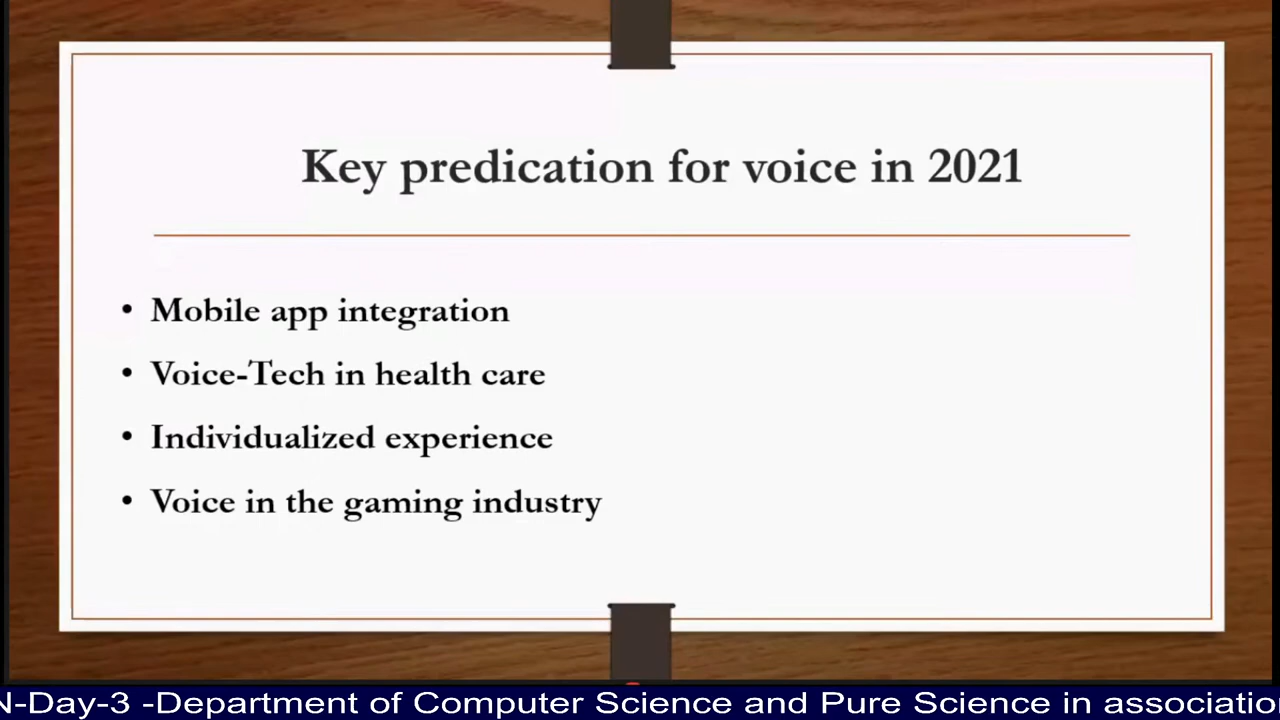 Key predication for voice in 2021
• Mobile app integration
• Voice-Tech in health care
• Individualized experience
• Voice in the gaming industry
N-Day-3 -Department of Computer Science and Pure Science in associatio